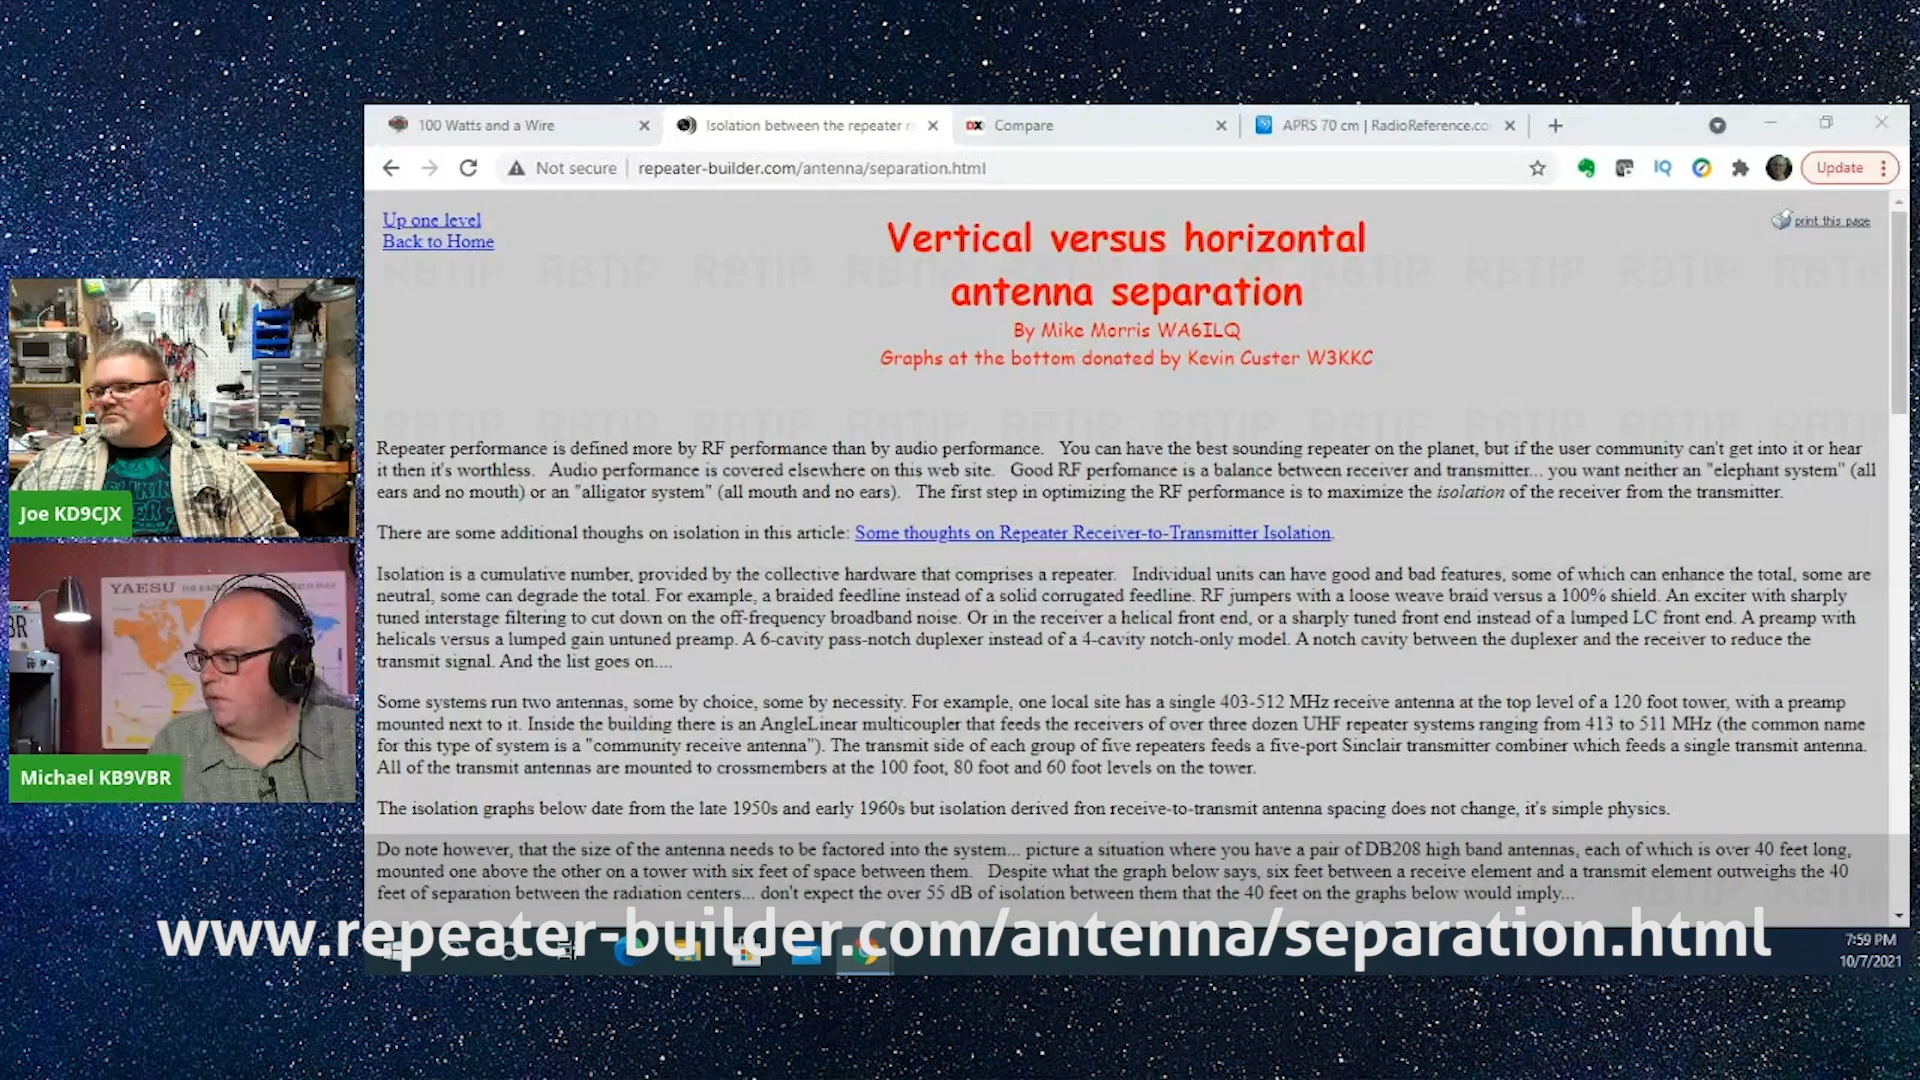 100 Watts and a Wire
Isolation between the repeater r
DX Compare
APRS 70 cm | RadioReference.co
Not secure | repeater-builder.com/antenna/separation.html
IQ
Update
Up one level
Back to Home
print this page
Vertical versus horizontal
antenna separation
By Mike Morris WA6ILQ
Graphs at the bottom donated by Kevin Custer W3KKC
Repeater performance is defined more by RF performance than by audio performance. You can have the best sounding repeater on the planet, but if the user community can't get into it or hear
it then it's worthless. Audio performance is covered elsewhere on this web site. Good RF perfomance is a balance between receiver and transmitter... you want neither an "elephant system" (all
ears and no mouth) or an "alligator system" (all mouth and no ears). The first step in optimizing the RF performance is to maximize the isolation of the receiver from the transmitter.
There are some additional thoughs on isolation in this article: Some thoughts on Repeater Receiver-to-Transmitter Isolation.
Isolation is a cumulative number, provided by the collective hardware that comprises a repeater. Individual units can have good and bad features, some of which can enhance the total, some are
neutral, some can degrade the total. For example, a braided feedline instead of a solid corrugated feedline. RF jumpers with a loose weave braid versus a 100% shield. An exciter with sharply
tuned interstage filtering to cut down on the off-frequency broadband noise. Or in the receiver a helical front end, or a sharply tuned front end instead of a lumped LC front end. A preamp with
helicals versus a lumped gain untuned preamp. A 6-cavity pass-notch duplexer instead of a 4-cavity notch-only model. A notch cavity between the duplexer and the receiver to reduce the
transmit signal. And the list goes on....
Some systems run two antennas, some by choice, some by necessity. For example, one local site has a single 403-512 MHz receive antenna at the top level of a 120 foot tower, with a preamp
mounted next to it. Inside the building there is an AngleLinear multicoupler that feeds the receivers of over three dozen UHF repeater systems ranging from 413 to 511 MHz (the common name
for this type of system is a "community receive antenna"). The transmit side of each group of five repeaters feeds a five-port Sinclair transmitter combiner which feeds a single transmit antenna.
All of the transmit antennas are mounted to crossmembers at the 100 foot, 80 foot and 60 foot levels on the tower.
The isolation graphs below date from the late 1950s and early 1960s but isolation derived fron receive-to-transmit antenna spacing does not change, it's simple physics.
Do note however, that the size of the antenna needs to be factored into the system... picture a situation where you have a pair of DB208 high band antennas, each of which is over 40 feet long,
mounted one above the other on a tower with six feet of space between them. Despite what the graph below says, six feet between a receive element and a transmit element outweighs the 40
feet of separation between the radiation centers... don't expect the over 55 dB of isolation between them that the 40 feet on the graphs below would imply...
Joe KD9CJX
YAESU
Michael KB9VBR
www.repeater-builder.com/antenna/separation.html
7:59 PM
10/7/2021